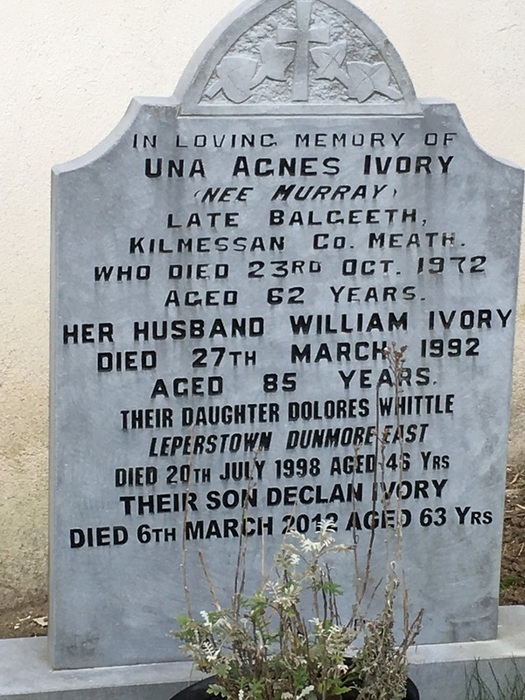 IN LOVING MEMORY OF
UNA AGNES IVORY
(NEE MURRAY)
LATE BALGEETH,
KILMESSAN CO. MEATH.
WHO DIED 23RD OCT. 1972
AGED 62 YEARS.
HER HUSBAND WILLIAM IVORY
DIED 27TH MARCH 1992
AGED 85 YEARS.
THEIR DAUGHTER DOLORES WHITTLE
LEPERSTOWN DUNMORE EAST
DIED 20TH JULY 1998 AGED 46 YRS
THEIR SON DECLAN IVORY
DIED 6TH MARCH 2012 AGED 63 YRS